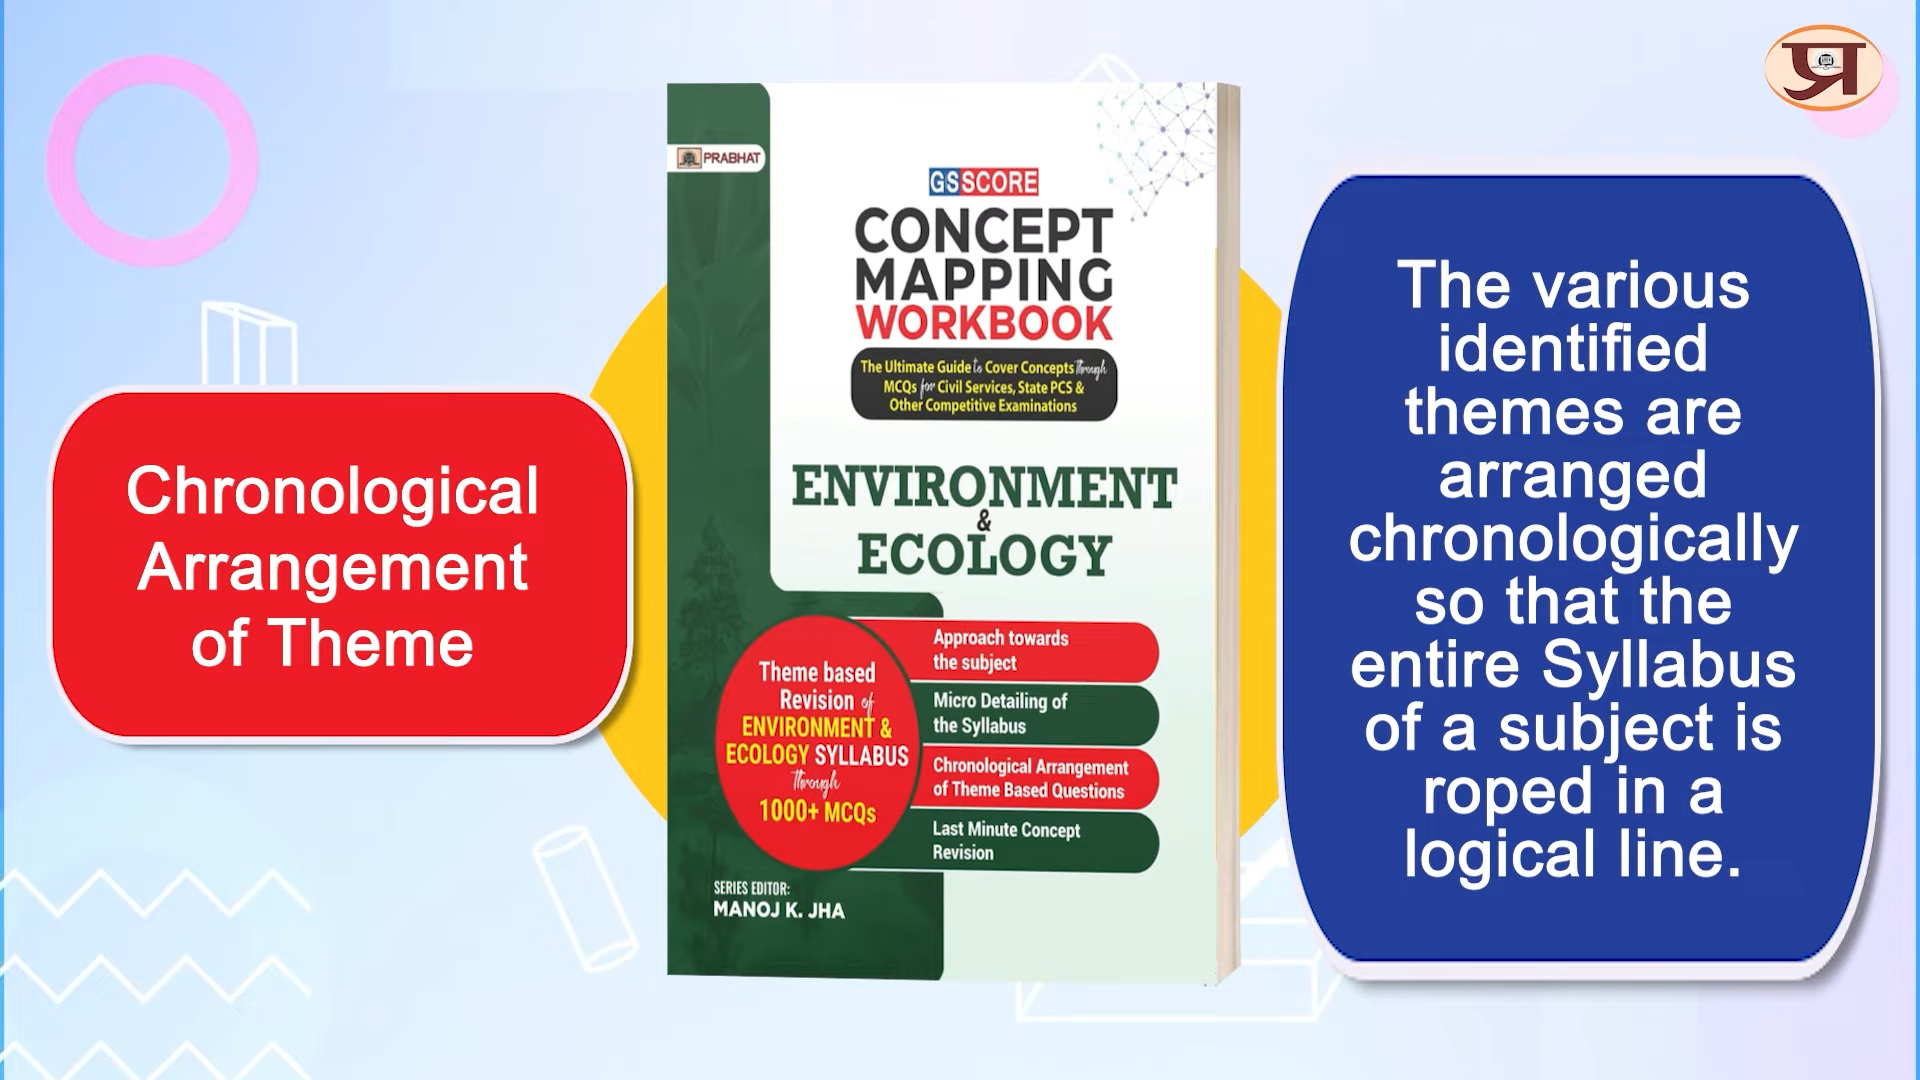 प्र
Chronological
Arrangement
of Theme
PRABHAT
GSSCORE
CONCEPT
MAPPING
WORKBOOK
The Ultimate Guide to Cover Concepts through
MCQs for Civil Services, State PCS &
Other Competitive Examinations
ENVIRONMENT
&
ECOLOGY
Theme based
Revision of
ENVIRONMENT &
ECOLOGY SYLLABUS
through
1000+ MCQs
Approach towards
the subject
Micro Detailing of
the Syllabus
Chronological Arrangement
of Theme Based Questions
Last Minute Concept
Revision
SERIES EDITOR:
MANOJ K. JHA
The various
identified
themes are
arranged
chronologically
so that the
entire Syllabus
of a subject is
roped in a
logical line.